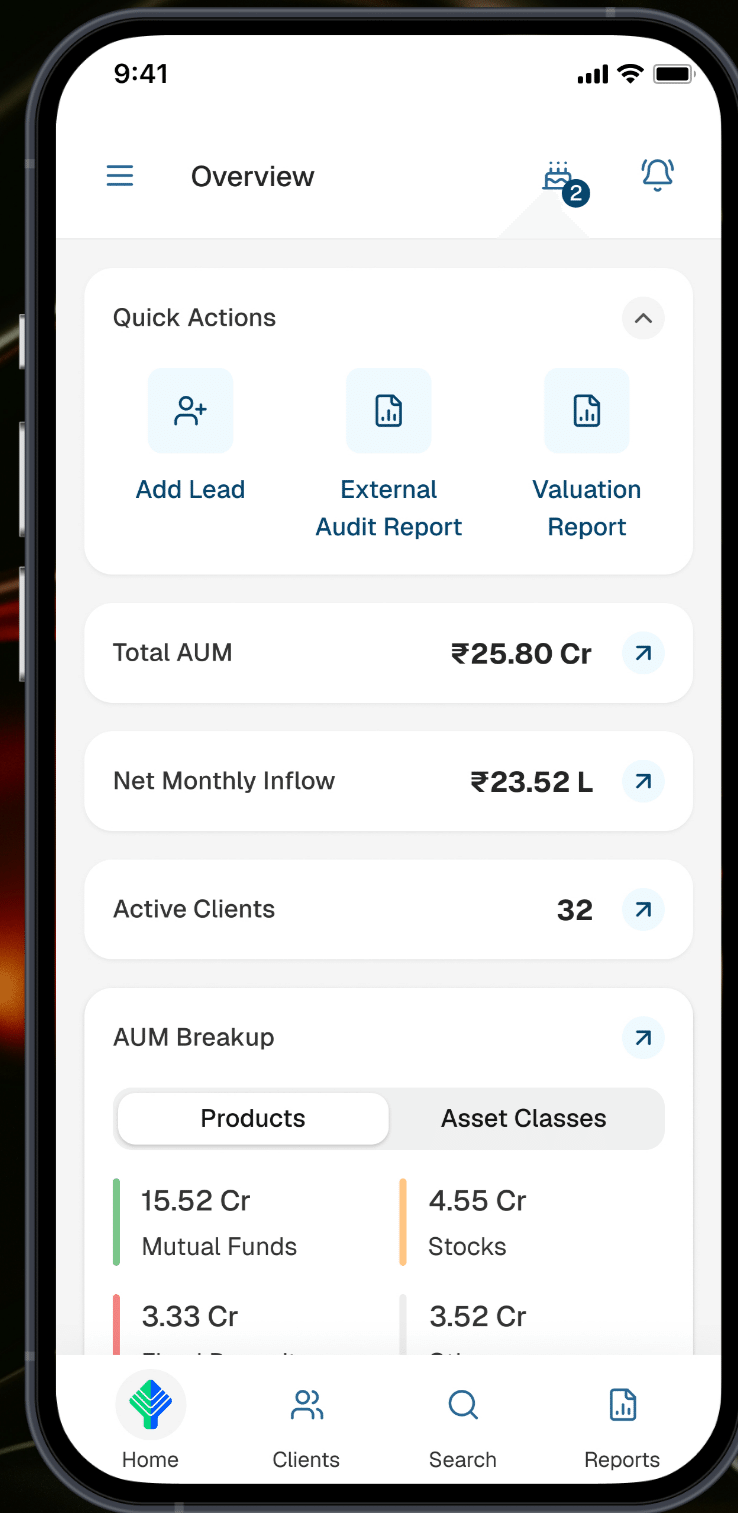 9:41
Overview
2
Quick Actions
Add Lead
External
Audit Report
Valuation
Report
Total AUM
₹25.80 Cr
Net Monthly Inflow
₹23.52 L
Active Clients
32
AUM Breakup
Products
Asset Classes
15.52 Cr
Mutual Funds
4.55 Cr
Stocks
3.33 Cr
3.52 Cr
Home
Clients
Search
Reports